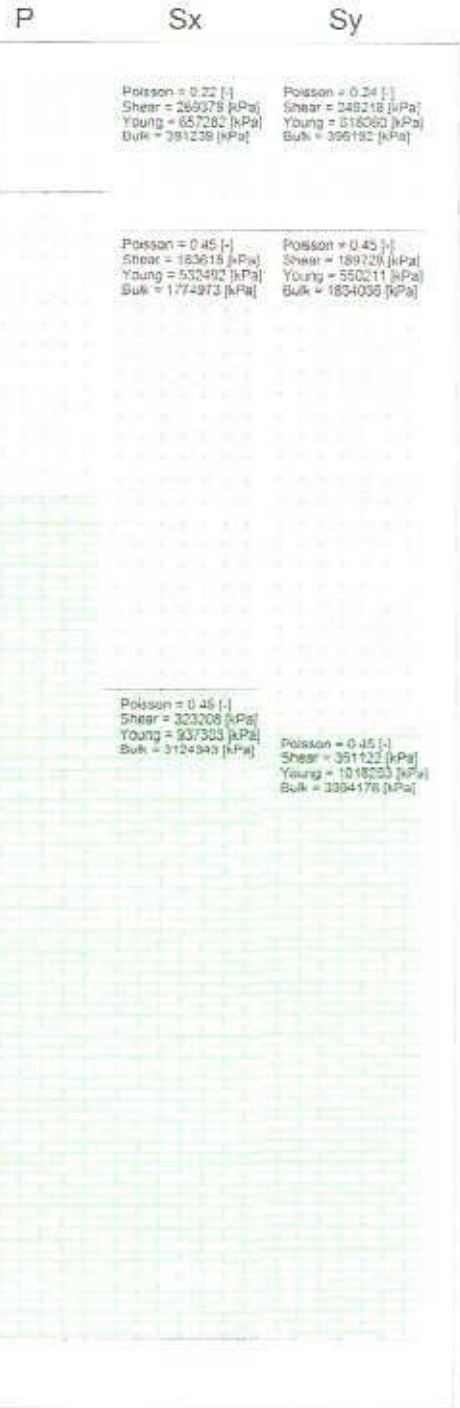 P Sx Sy
Poisson = 0.22 [-]
Shear = 269378 [kPa]
Young = 657282 [kPa]
Bulk = 391239 [kPa]
Poisson = 0.24 [-]
Shear = 249218 [kPa]
Young = 618060 [kPa]
Bulk = 396192 [kPa]
Poisson = 0.45 [-]
Shear = 183618 [kPa]
Young = 532492 [kPa]
Bulk = 1774973 [kPa]
Poisson = 0.45 [-]
Shear = 189728 [kPa]
Young = 550211 [kPa]
Bulk = 1834036 [kPa]
Poisson = 0.45 [-]
Shear = 323208 [kPa]
Young = 937303 [kPa]
Bulk = 3124343 [kPa]
Poisson = 0.45 [-]
Shear = 351122 [kPa]
Young = 1018253 [kPa]
Bulk = 3394176 [kPa]